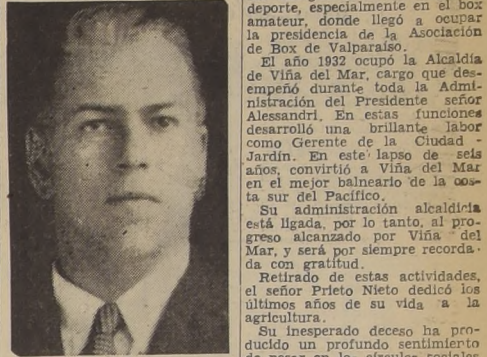 deporte, especialmente en el box
amateur, donde llegó a ocupar
la presidencia de la Asociación
de Box de Valparaíso.
El año 1932 ocupó la Alcaldía
de Viña del Mar, cargo que des-
empeñó durante toda la Admi-
nistración del Presidente señor
Alessandri. En estas funciones
desarrolló una brillante labor
como Gerente de la Ciudad -
Jardín. En este lapso de seis
años, convirtió a Viña del Mar
en el mejor balneario de la cos-
ta sur del Pacífico.
Su administración alcaldicia
está ligada, por lo tanto, al pro-
greso alcanzado por Viña del
Mar, y será por siempre recorda-
da con gratitud.
Retirado de estas actividades,
el señor Prieto Nieto dedicó los
últimos años de su vida a la
agricultura.
Su inesperado deceso ha pro-
ducido un profundo sentimiento